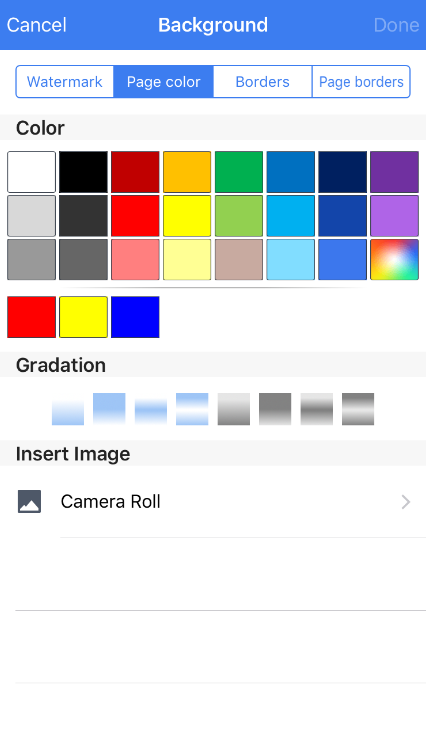 Cancel Background Done
Watermark Page color Borders Page borders
Color
Gradation
Insert Image
Camera Roll